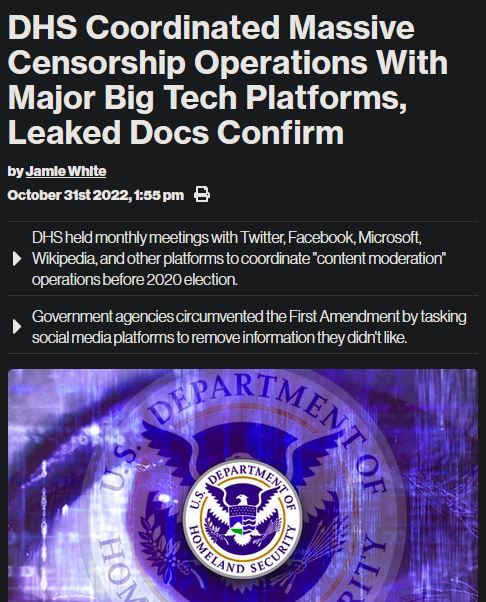 DHS Coordinated Massive
Censorship Operations With
Major Big Tech Platforms,
Leaked Docs Confirm
by Jamie White
October 31st 2022, 1:55 pm
DHS held monthly meetings with Twitter, Facebook, Microsoft,
Wikipedia, and other platforms to coordinate "content moderation"
operations before 2020 election.
Government agencies circumvented the First Amendment by tasking
social media platforms to remove information they didn't like.
U.S. DEPARTMENT OF
HOMELAND SECURITY
U.S. DEPARTMENT OF
HOMELAND SECURITY